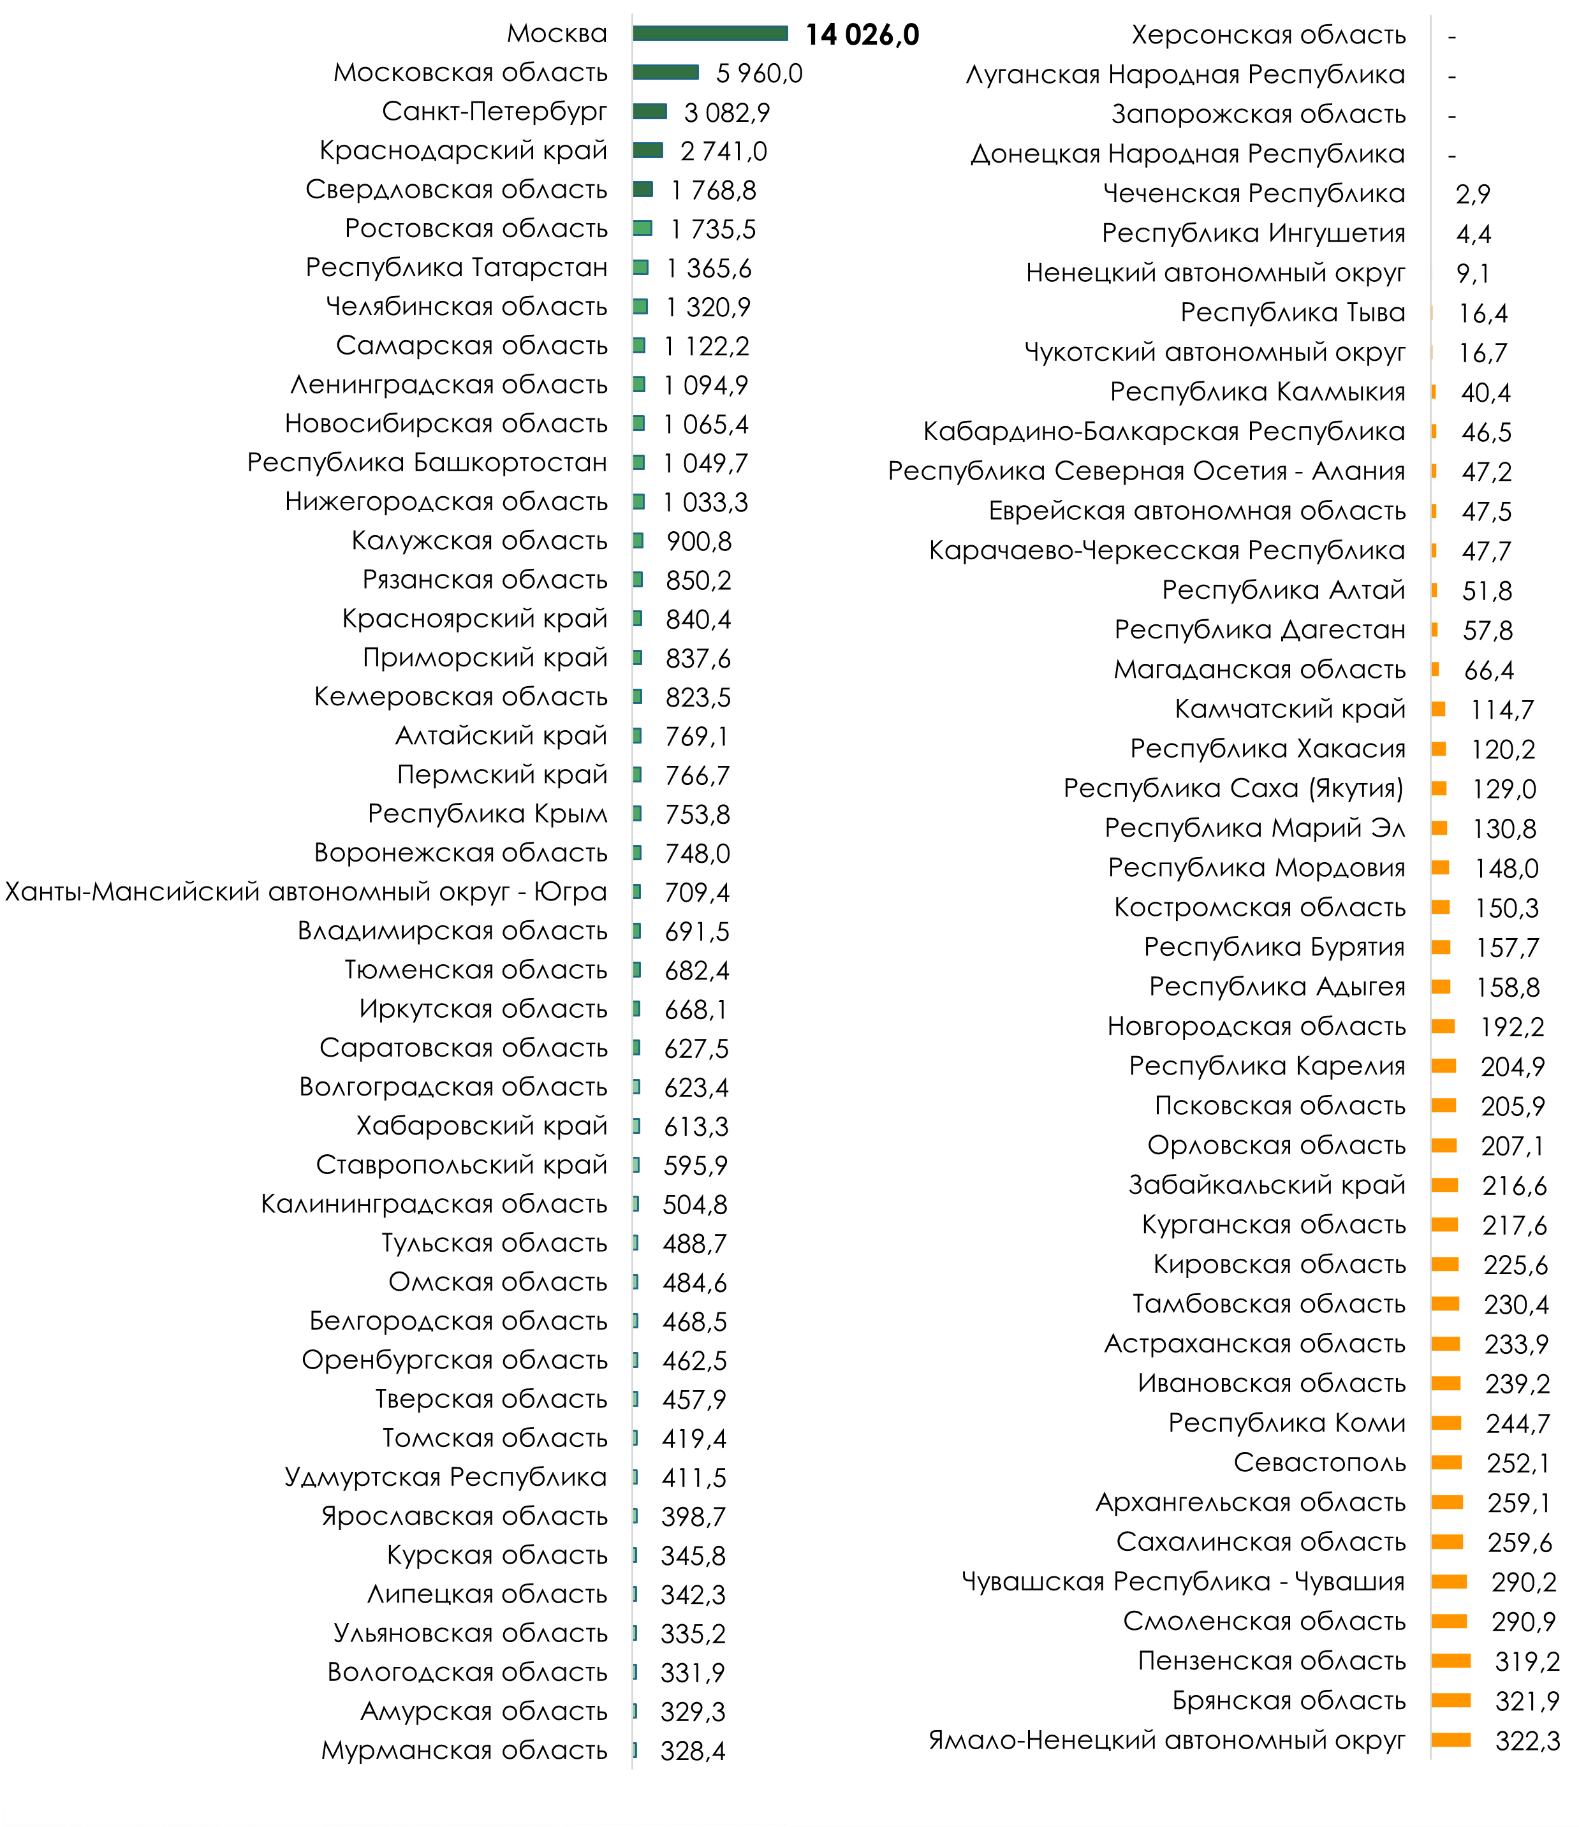 Москва 14 026,0
Московская область 5 960,0
Санкт-Петербург 3 082,9
Краснодарский край 2 741,0
Свердловская область 1 768,8
Ростовская область 1 735,5
Республика Татарстан 1 365,6
Челябинская область 1 320,9
Самарская область 1 122,2
Ленинградская область 1 094,9
Новосибирская область 1 065,4
Республика Башкортостан 1 049,7
Нижегородская область 1 033,3
Калужская область 900,8
Рязанская область 850,2
Красноярский край 840,4
Приморский край 837,6
Кемеровская область 823,5
Алтайский край 769,1
Пермский край 766,7
Республика Крым 753,8
Воронежская область 748,0
Ханты-Мансийский автономный округ - Югра 709,4
Владимирская область 691,5
Тюменская область 682,4
Иркутская область 668,1
Саратовская область 627,5
Волгоградская область 623,4
Хабаровский край 613,3
Ставропольский край 595,9
Калининградская область 504,8
Тульская область 488,7
Омская область 484,6
Белгородская область 468,5
Оренбургская область 462,5
Тверская область 457,9
Томская область 419,4
Удмуртская Республика 411,5
Ярославская область 398,7
Курская область 345,8
Липецкая область 342,3
Ульяновская область 335,2
Вологодская область 331,9
Амурская область 329,3
Мурманская область 328,4
Херсонская область -
Луганская Народная Республика -
Запорожская область -
Донецкая Народная Республика -
Чеченская Республика 2,9
Республика Ингушетия 4,4
Ненецкий автономный округ 9,1
Республика Тыва 16,4
Чукотский автономный округ 16,7
Республика Калмыкия 40,4
Кабардино-Балкарская Республика 46,5
Республика Северная Осетия - Алания 47,2
Еврейская автономная область 47,5
Карачаево-Черкесская Республика 47,7
Республика Алтай 51,8
Республика Дагестан 57,8
Магаданская область 66,4
Камчатский край 114,7
Республика Хакасия 120,2
Республика Саха (Якутия) 129,0
Республика Марий Эл 130,8
Республика Мордовия 148,0
Костромская область 150,3
Республика Бурятия 157,7
Республика Адыгея 158,8
Новгородская область 192,2
Республика Карелия 204,9
Псковская область 205,9
Орловская область 207,1
Забайкальский край 216,6
Курганская область 217,6
Кировская область 225,6
Тамбовская область 230,4
Астраханская область 233,9
Ивановская область 239,2
Республика Коми 244,7
Севастополь 252,1
Архангельская область 259,1
Сахалинская область 259,6
Чувашская Республика - Чувашия 290,2
Смоленская область 290,9
Пензенская область 319,2
Брянская область 321,9
Ямало-Ненецкий автономный округ 322,3